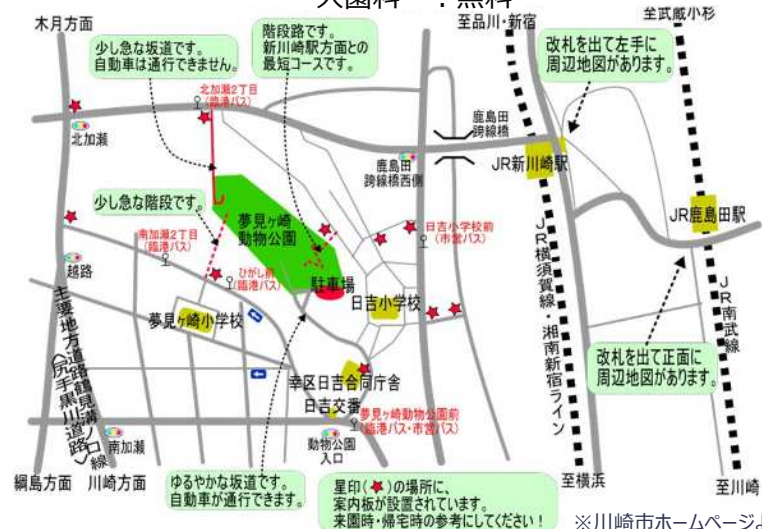 入園料　：無料
木月方面
少し急な坂道です。
自動車は通行できません。
階段路です。
新川崎駅方面との
最短コースです。
至品川・新宿
至武蔵小杉
改札を出て左手に
周辺地図があります。
北加瀬2丁目
(臨港バス)
北加瀬
鹿島田
跨線橋
鹿島田
跨線橋西側
JR新川崎駅
JR鹿島田駅
少し急な階段です。
夢見ヶ崎
動物公園
日吉小学校前
(市営バス)
南加瀬2丁目
(臨港バス)
ひがし前
(臨港バス)
越路
駐車場
日吉小学校
夢見ヶ崎小学校
主要地方道路鶴見溝ノ口線
(尻手黒川道路)
JR横須賀線・湘南新宿ライン
JR南武線
改札を出て正面に
周辺地図があります。
幸区日吉合同庁舎
日吉交番
夢見ヶ崎動物公園前
(臨港バス・市営バス)
南加瀬
動物公園
入口
綱島方面
川崎方面
ゆるやかな坂道です。
自動車が通行できます。
星印(★)の場所に、
案内板が設置されています。
来園時・帰宅時の参考にしてください！
至横浜
至川崎
※川崎市ホームページ